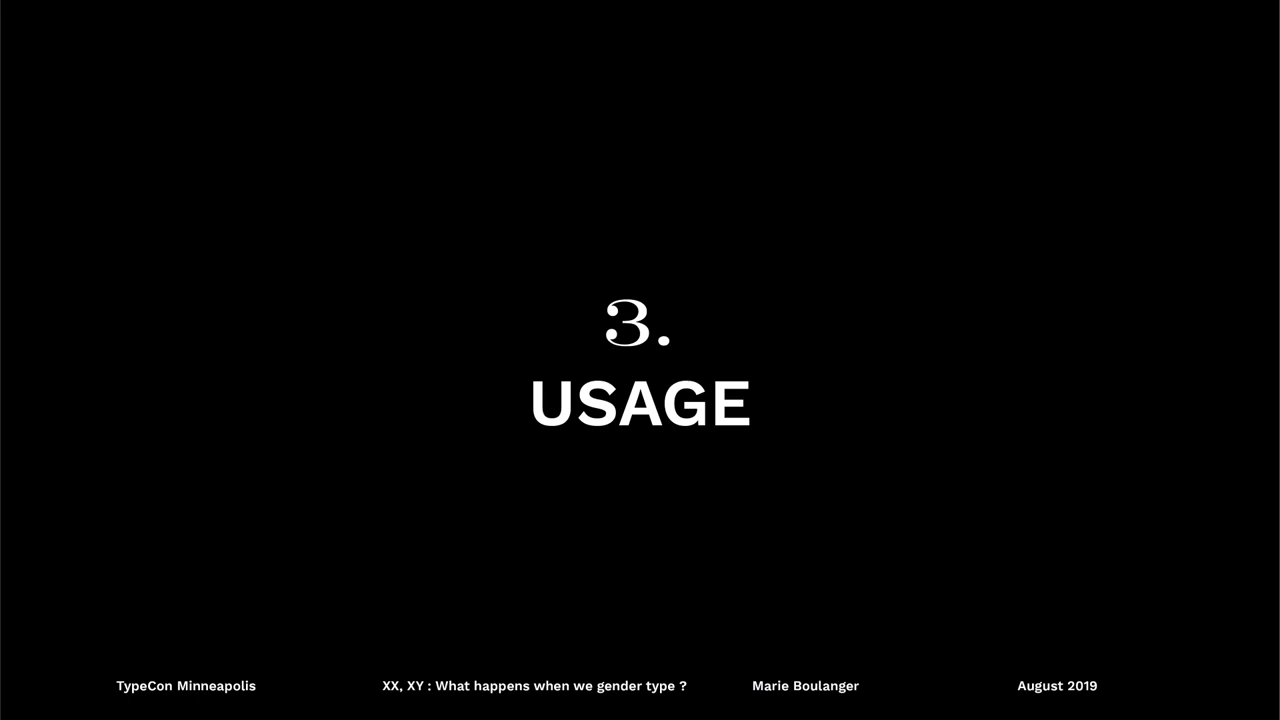 3.
USAGE
TypeCon Minneapolis
XX, XY : What happens when we gender type ?
Marie Boulanger
August 2019